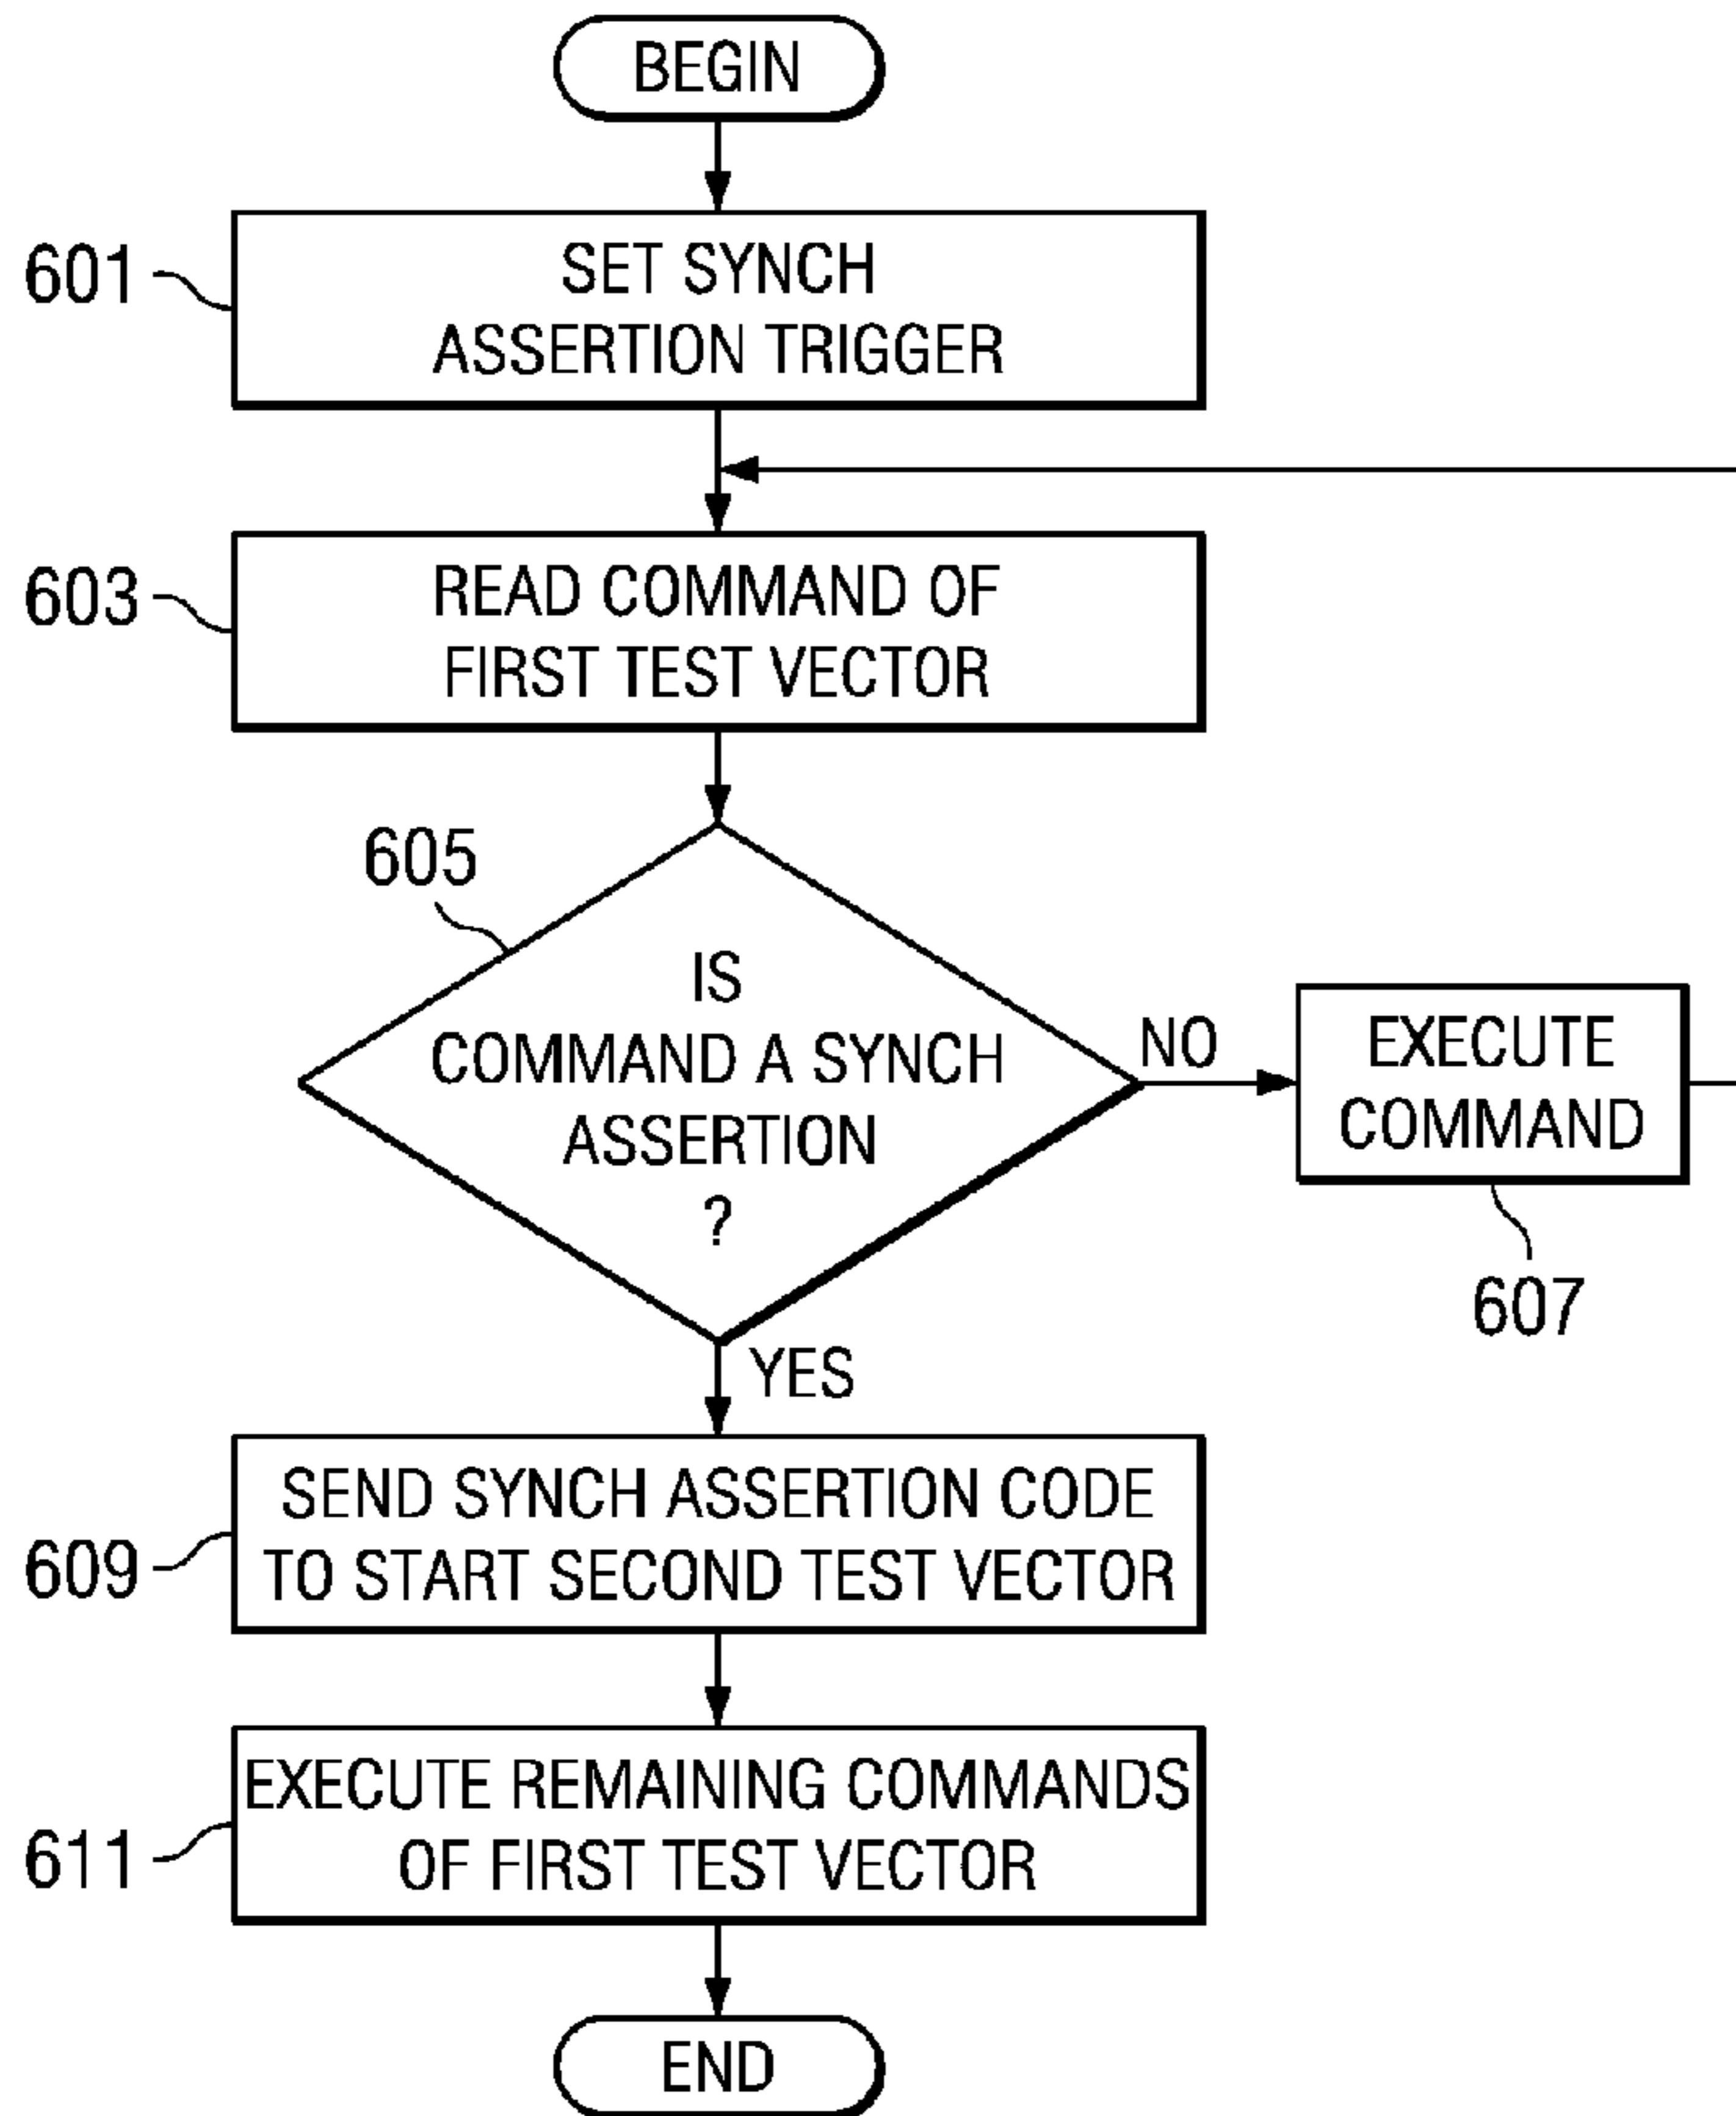 BEGIN
601
SET SYNCH
ASSERTION TRIGGER
603
READ COMMAND OF
FIRST TEST VECTOR
605
IS
COMMAND A SYNCH
ASSERTION
?
NO
EXECUTE
COMMAND
607
YES
609
SEND SYNCH ASSERTION CODE
TO START SECOND TEST VECTOR
611
EXECUTE REMAINING COMMANDS
OF FIRST TEST VECTOR
END